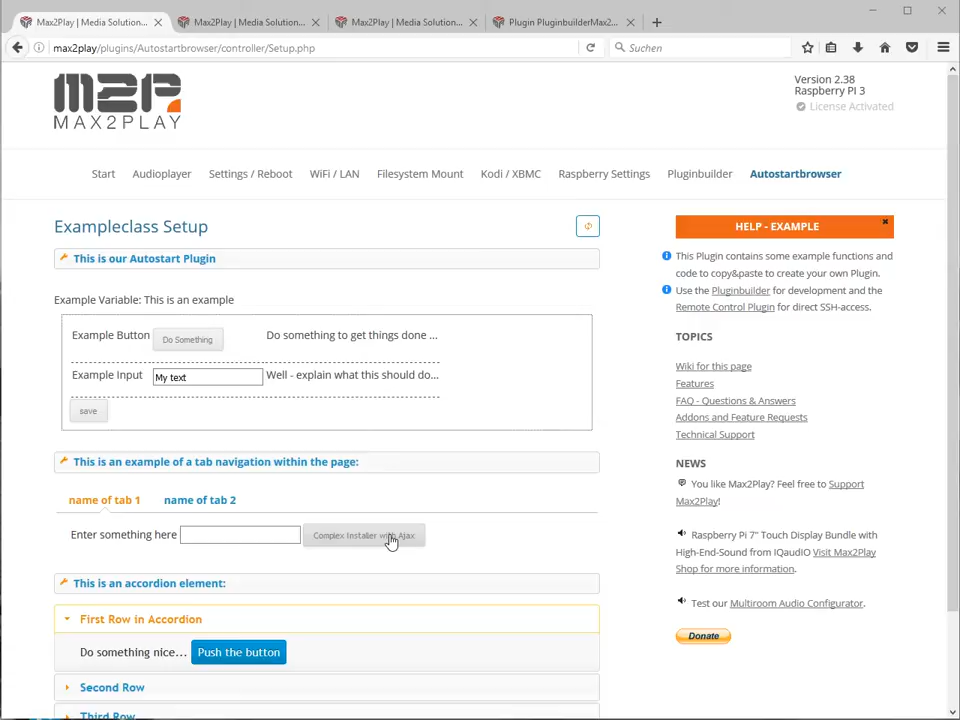 Max2Play | Media Solution... Max2Play | Media Solution... Max2Play | Media Solution... Plugin PluginbuilderMax2...
max2play/plugins/Autostartbrowser/controller/Setup.php
Suchen
M2P
MAX2PLAY
Version 2.38
Raspberry PI 3
License Activated
Start Audioplayer Settings / Reboot WiFi / LAN Filesystem Mount Kodi / XBMC Raspberry Settings Pluginbuilder Autostartbrowser
Exampleclass Setup
This is our Autostart Plugin
Example Variable: This is an example
Example Button Do Something Do something to get things done ...
Example Input My text Well - explain what this should do...
save
This is an example of a tab navigation within the page:
name of tab 1 name of tab 2
Enter something here Complex Installer with Ajax
This is an accordion element:
First Row in Accordion
Do something nice... Push the button
Second Row
Third Row
HELP - EXAMPLE
This Plugin contains some example functions and
code to copy&paste to create your own Plugin.
Use the Pluginbuilder for development and the
Remote Control Plugin for direct SSH-access.
TOPICS
Wiki for this page
Features
FAQ - Questions & Answers
Addons and Feature Requests
Technical Support
NEWS
You like Max2Play? Feel free to Support
Max2Play!
Raspberry Pi 7" Touch Display Bundle with
High-End-Sound from IQaudiO Visit Max2Play
Shop for more information.
Test our Multiroom Audio Configurator.
Donate